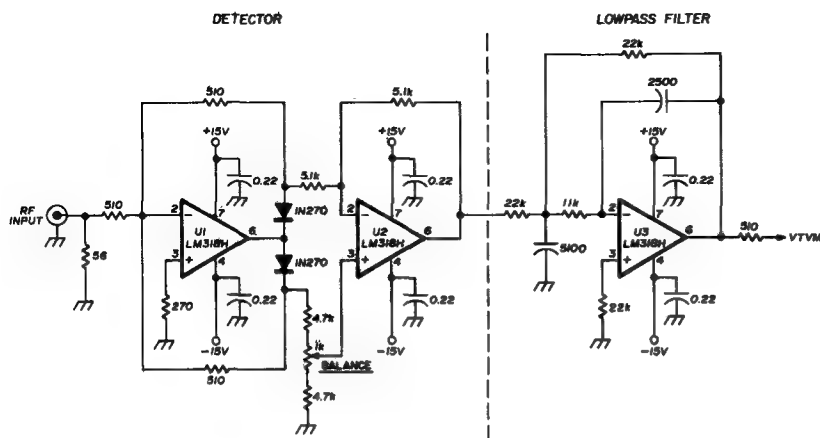 DETECTOR
LOWPASS FILTER
22k
2500
510
5.1k
+15V
+15V
+15V
0.22
0.22
0.22
5.1k
RF
INPUT
510
2
7
U1
LM318H
6
3
4
1N270
1N270
2
7
U2
LM318H
6
3
4
22k
11k
2
7
U3
LM318H
6
3
4
510
VTVM
56
270
0.22
-15V
510
4.7k
1k
BALANCE
4.7k
0.22
-15V
5100
22k
0.22
-15V